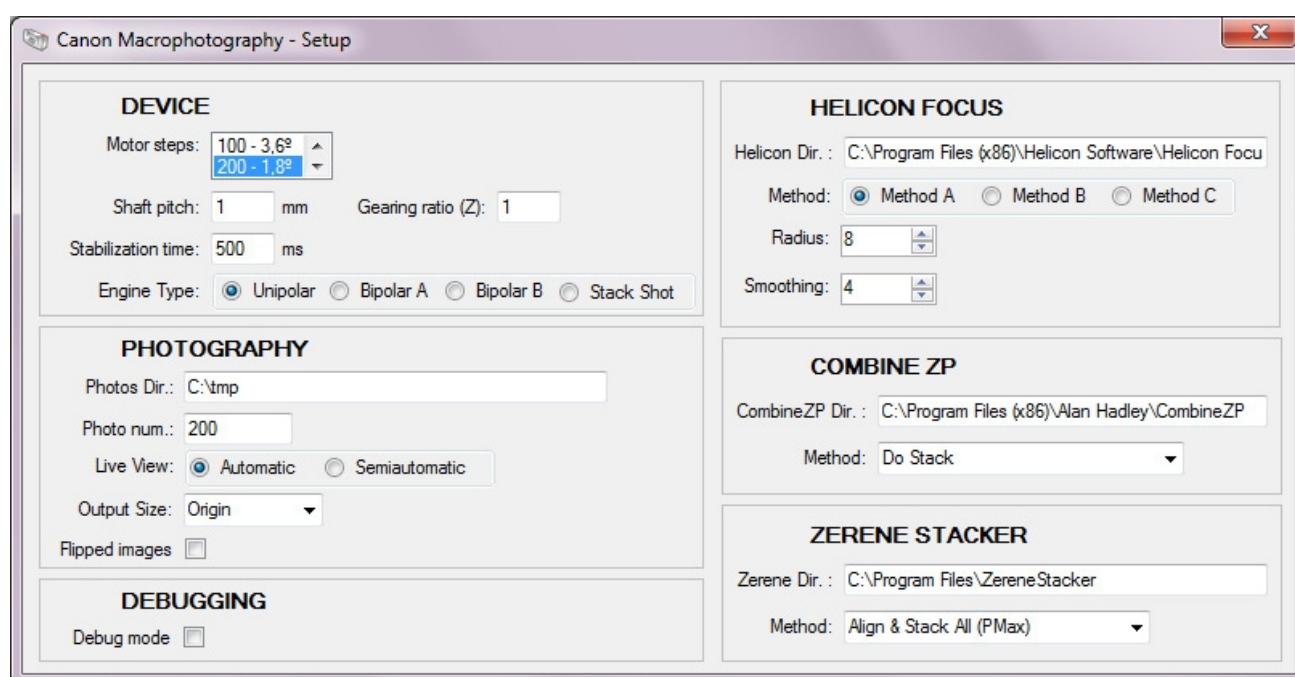 Canon Macrophotography - Setup
DEVICE
Motor steps: 100 - 3,6º
200 - 1,8º
Shaft pitch: 1 mm Gearing ratio (Z): 1
Stabilization time: 500 ms
Engine Type: Unipolar Bipolar A Bipolar B Stack Shot
PHOTOGRAPHY
Photos Dir.: C:\tmp
Photo num.: 200
Live View: Automatic Semiautomatic
Output Size: Origin
Flipped images
DEBUGGING
Debug mode
HELICON FOCUS
Helicon Dir. : C:\Program Files (x86)\Helicon Software\Helicon Focu
Method: Method A Method B Method C
Radius: 8
Smoothing: 4
COMBINE ZP
CombineZP Dir. : C:\Program Files (x86)\Alan Hadley\CombineZP
Method: Do Stack
ZERENE STACKER
Zerene Dir. : C:\Program Files\ZereneStacker
Method: Align & Stack All (PMax)